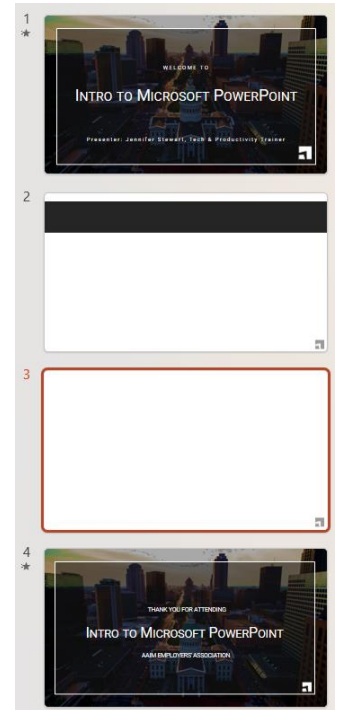 1
WELCOME TO
INTRO TO MICROSOFT POWERPOINT
Presenter: Jennifer Stewart, Tech & Productivity Trainer
2
3
4
THANK YOU FOR ATTENDING
INTRO TO MICROSOFT POWERPOINT
AAIM EMPLOYERS' ASSOCIATION